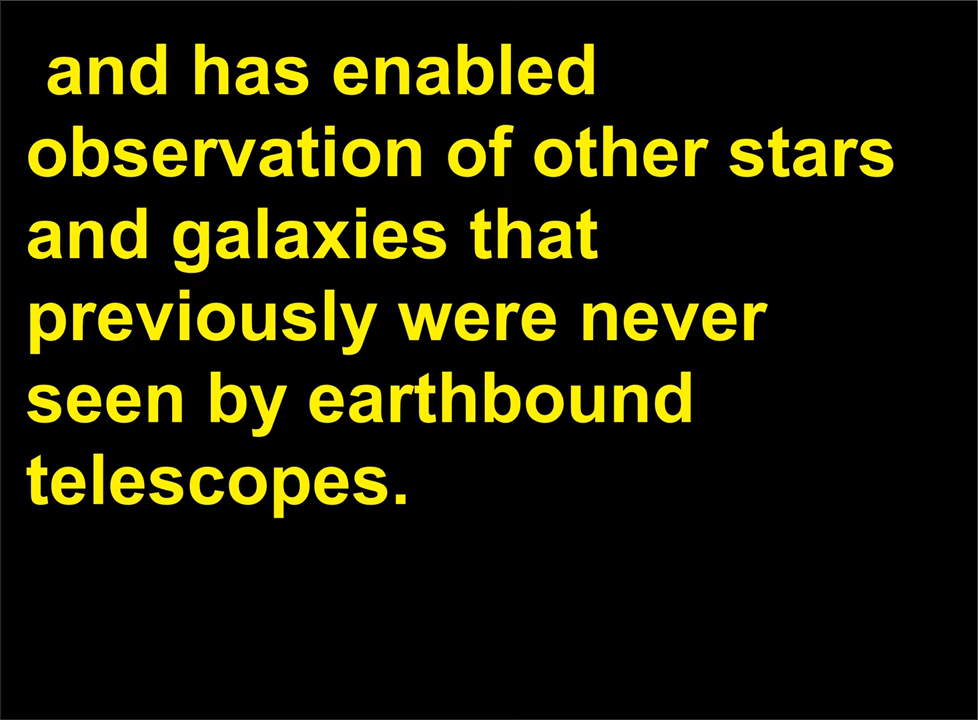 and has enabled
observation of other stars
and galaxies that
previously were never
seen by earthbound
telescopes.